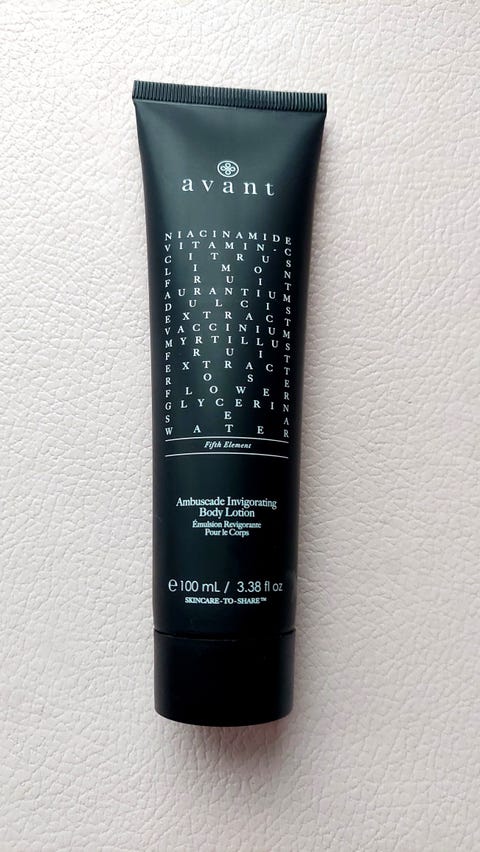 avant
NIACINAMIDE
VITAMIN-C
CITRUS
LIMON
FRUIT
AURANTIUM
DULCIS
EXTRACT
VACCINIUM
MYRTILLUS
FRUIT
EXTRACT
ROSE
FLOWER
GLYCERIN
SEA
WATER
Fifth Element
Ambuscade Invigorating
Body Lotion
Émulsion Revigorante
Pour le Corps
℮100 mL / 3.38 fl oz
SKINCARE-TO-SHARE™